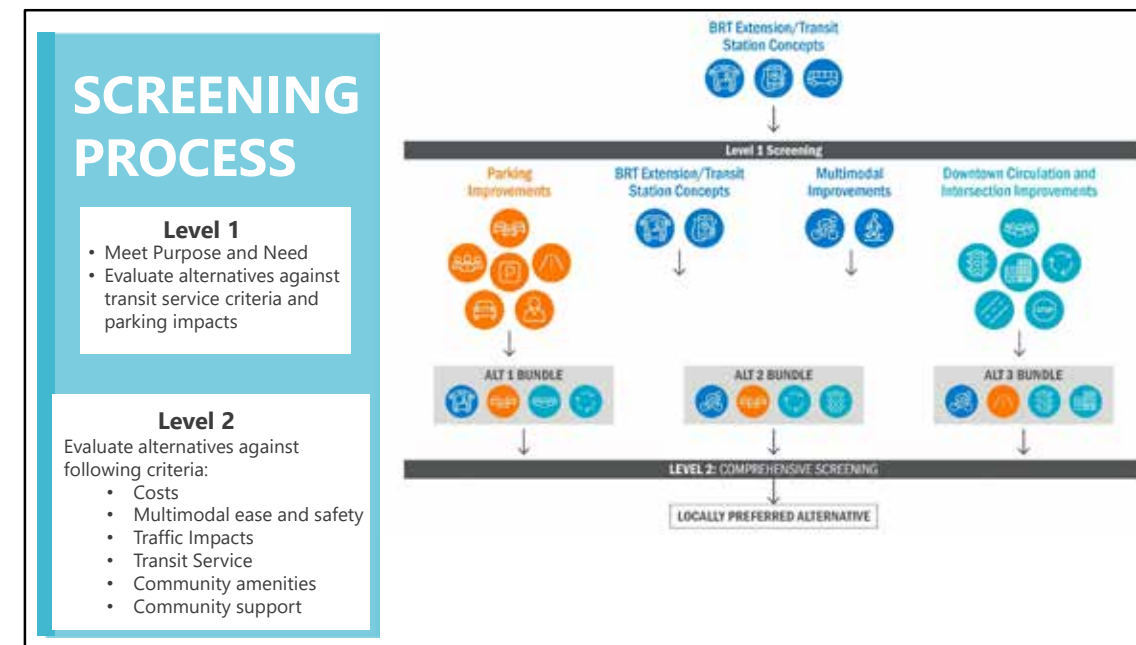 SCREENING
PROCESS
Level 1
• Meet Purpose and Need
• Evaluate alternatives against
transit service criteria and
parking impacts
Level 2
Evaluate alternatives against
following criteria:
• Costs
• Multimodal ease and safety
• Traffic Impacts
• Transit Service
• Community amenities
• Community support
BRT Extension/Transit
Station Concepts
Level 1 Screening
Parking
Improvements
BRT Extension/Transit
Station Concepts
Multimodal
Improvements
Downtown Circulation and
Intersection Improvements
P
STOP
ALT 1 BUNDLE
ALT 2 BUNDLE
ALT 3 BUNDLE
LEVEL 2: COMPREHENSIVE SCREENING
LOCALLY PREFERRED ALTERNATIVE